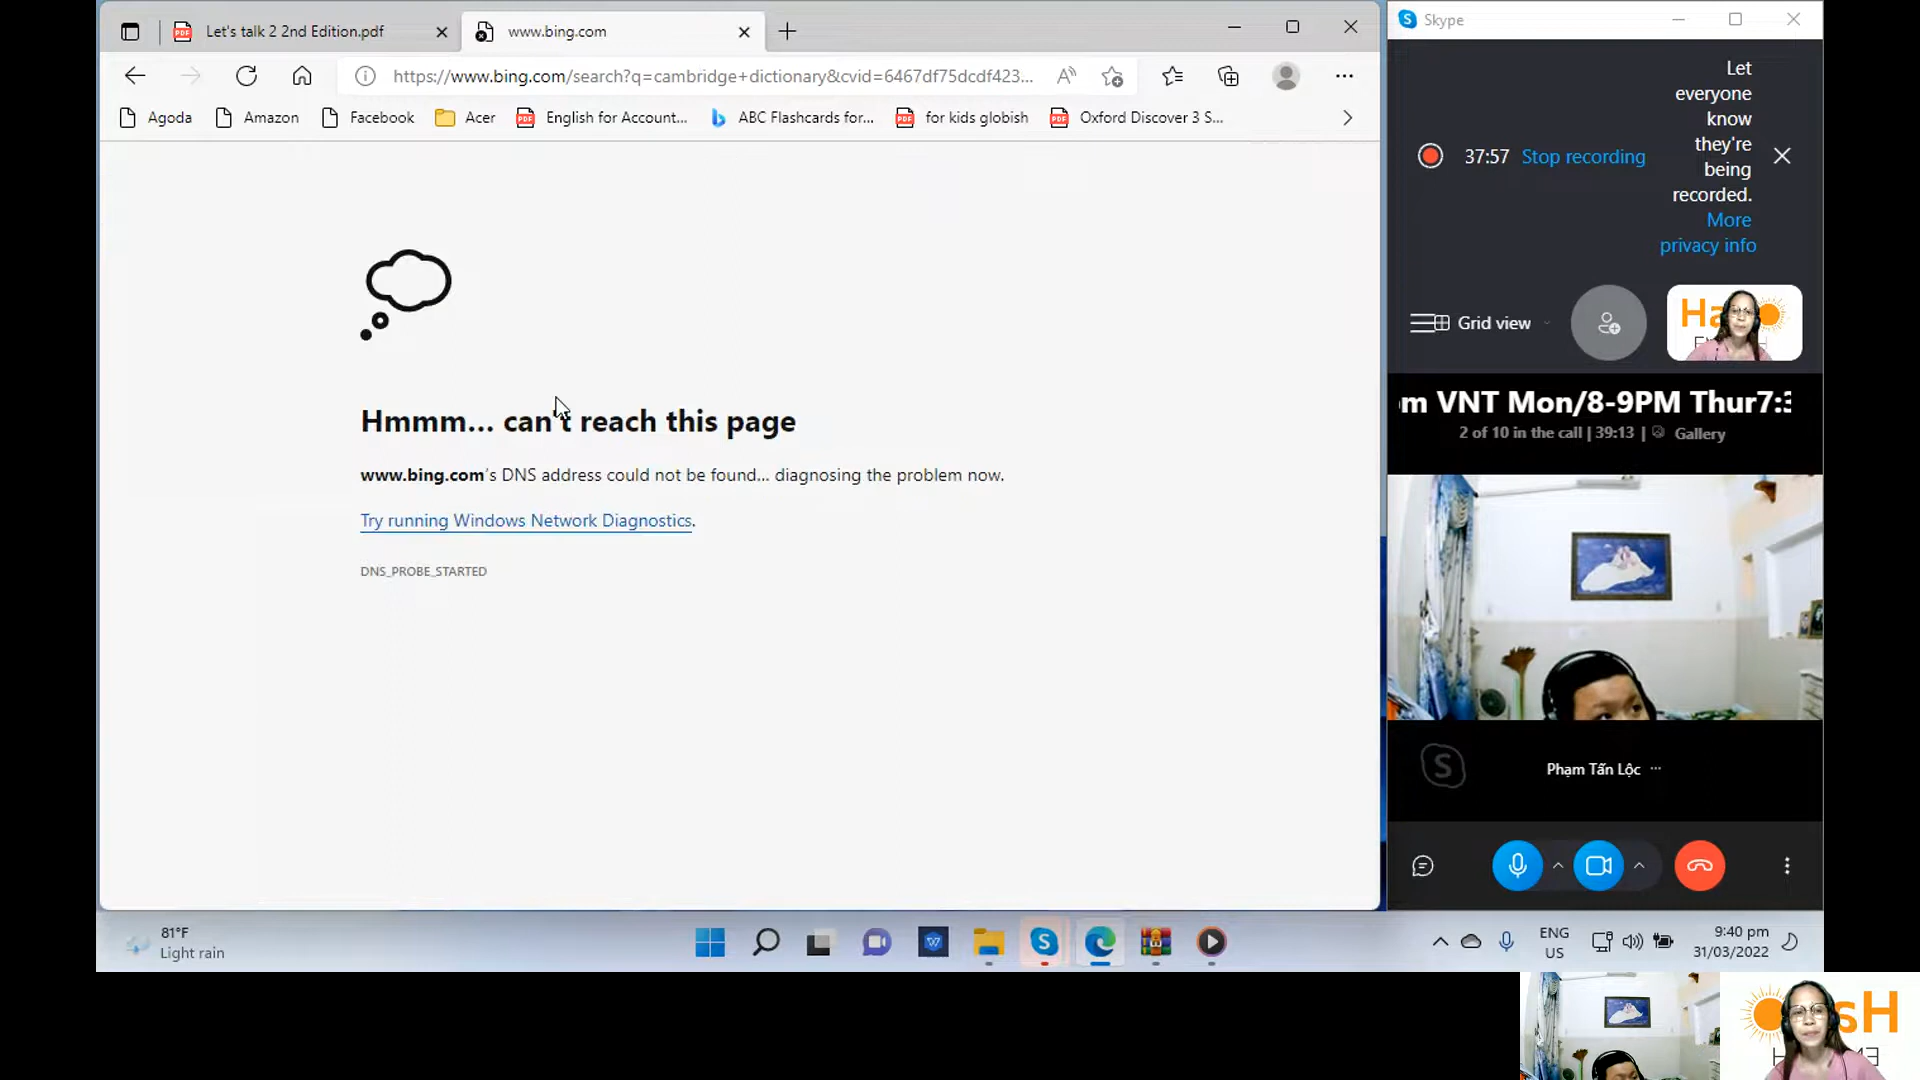 Let's talk 2 2nd Edition.pdf
www.bing.com
https://www.bing.com/search?q=cambridge+dictionary&cvid=6467df75dcdf423...
Agoda
Amazon
Facebook
Acer
English for Account...
ABC Flashcards for...
for kids globish
Oxford Discover 3 S...
Hmmm... can't reach this page
www.bing.com's DNS address could not be found... diagnosing the problem now.
Try running Windows Network Diagnostics.
DNS_PROBE_STARTED
Skype
37:57 Stop recording
Let
everyone
know
they're
being
recorded.
More
privacy info
Grid view
m VNT Mon/8-9PM Thur7:3
2 of 10 in the call | 39:13 | Gallery
Phạm Tấn Lộc
81°F
Light rain
ENG
US
9:40 pm
31/03/2022